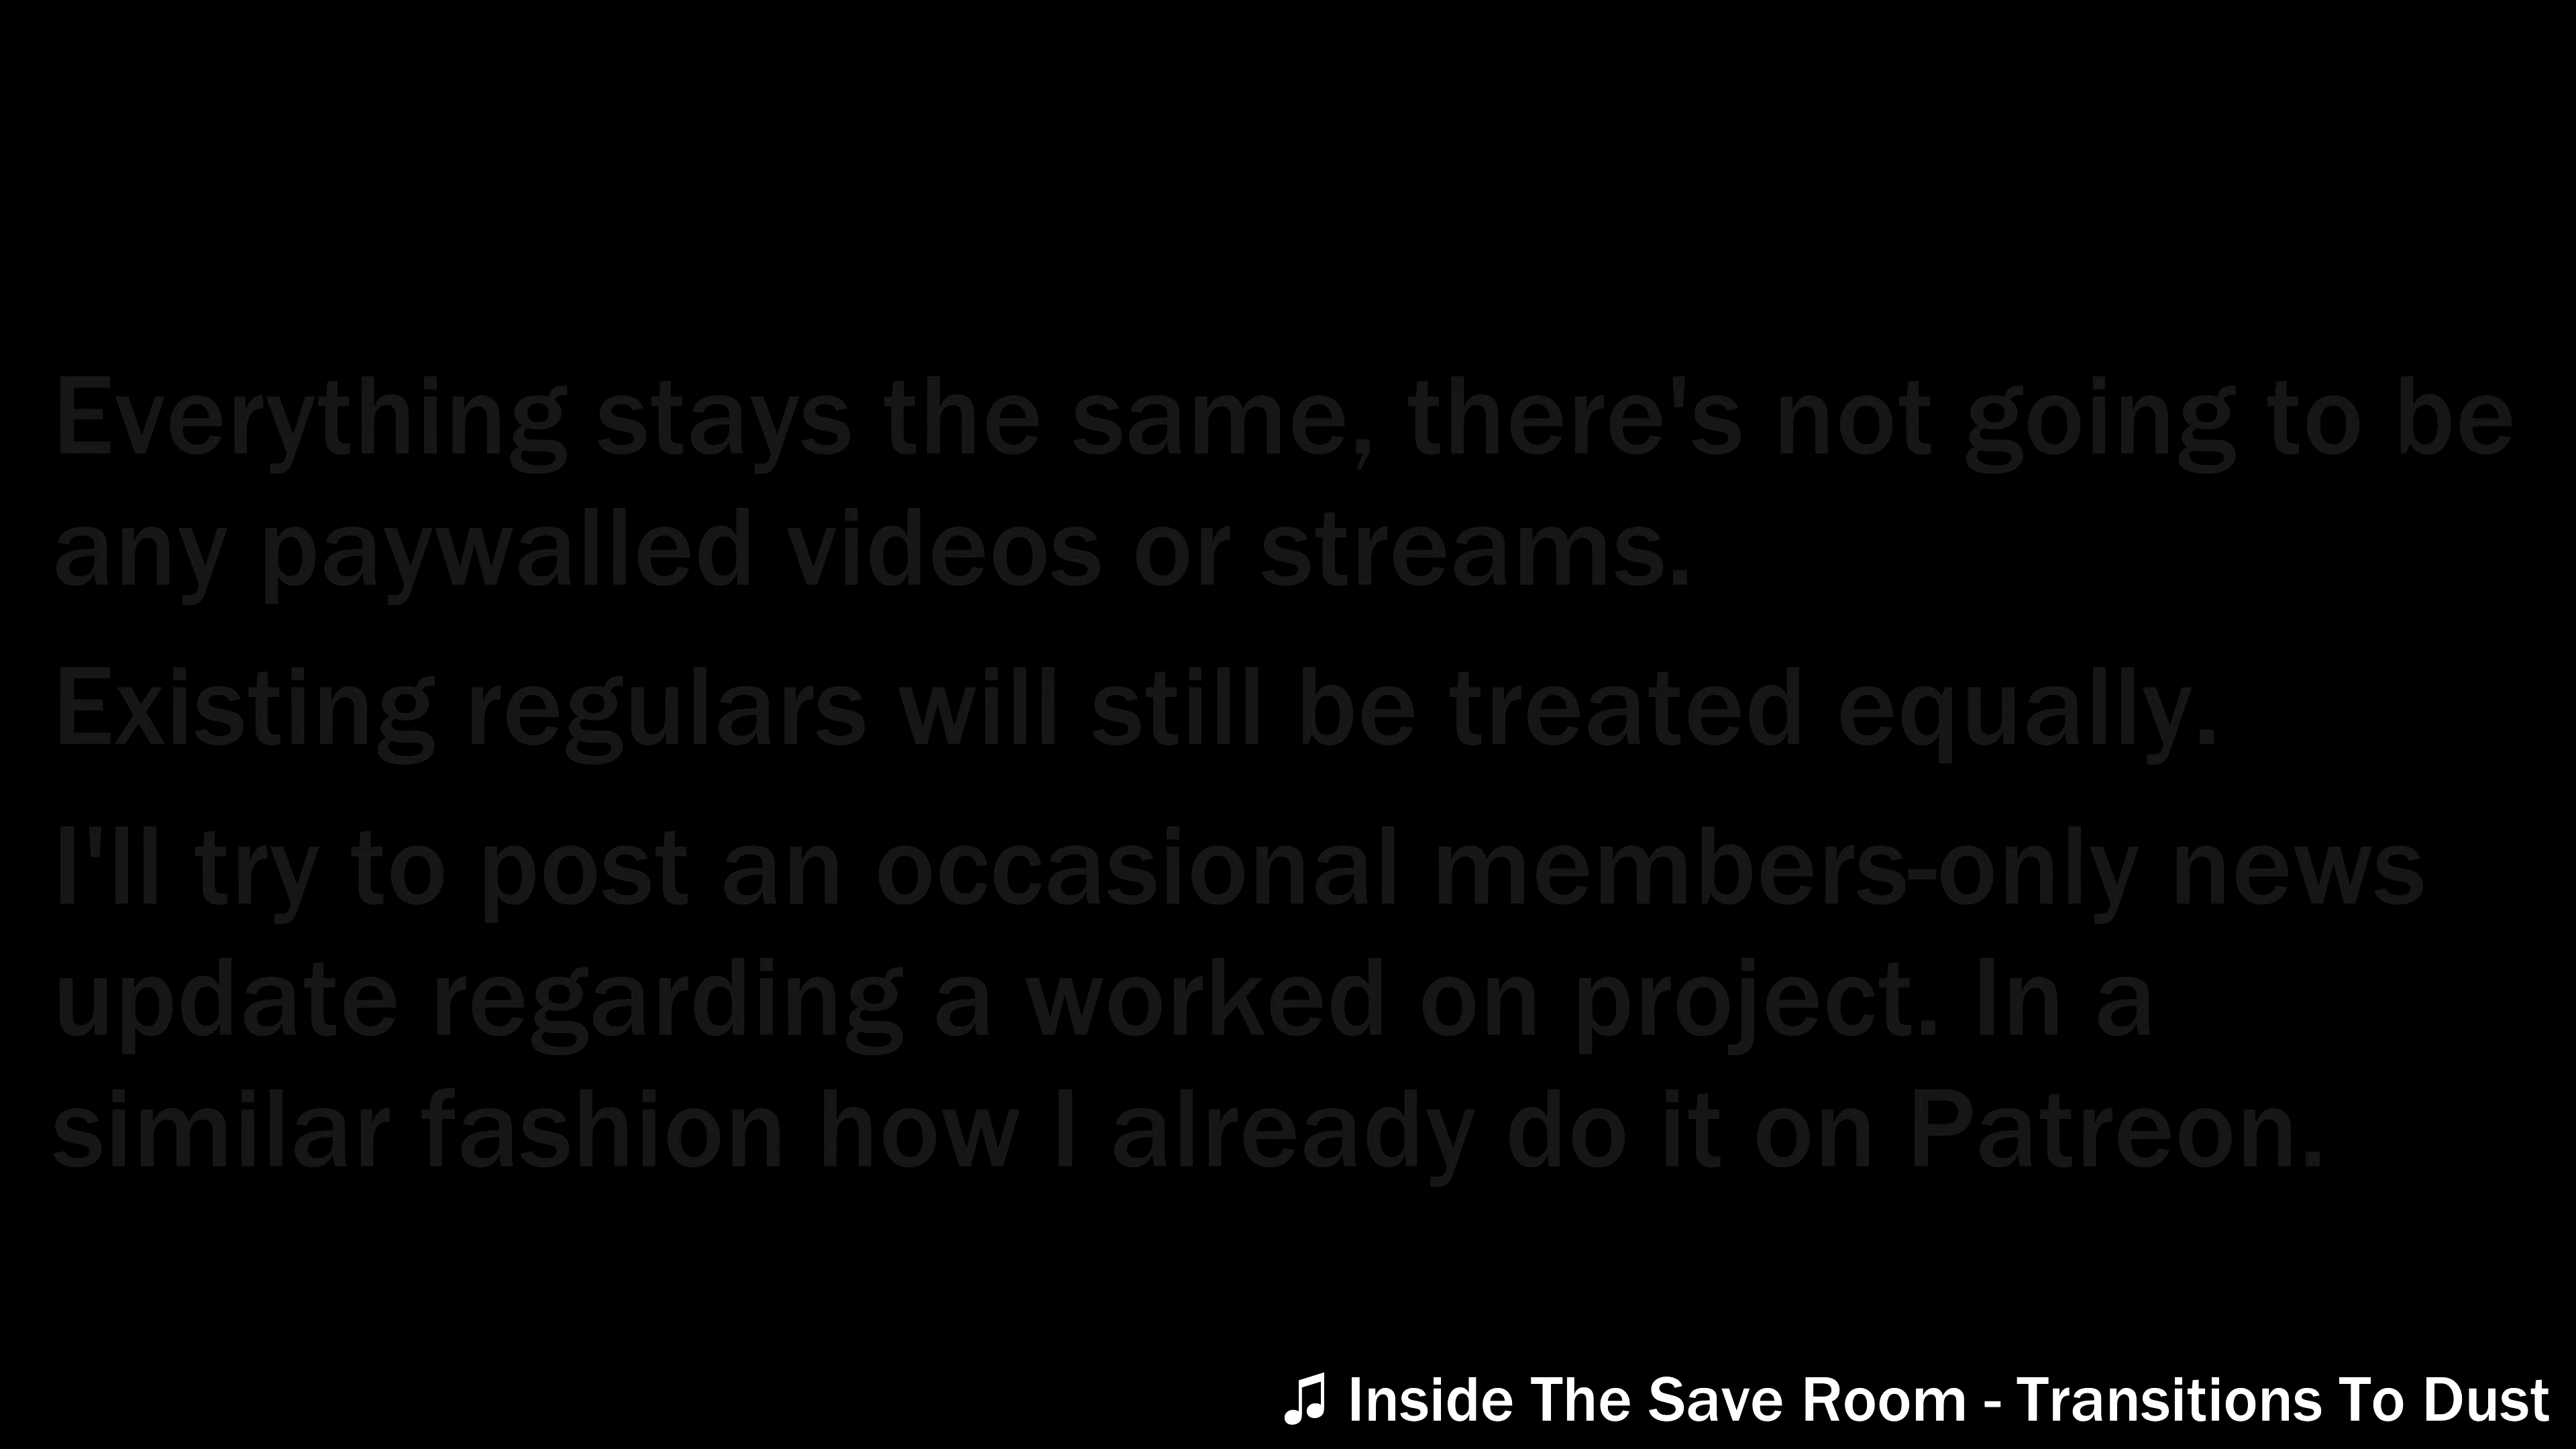 Everything stays the same, there's not going to be
any paywalled videos or streams.
Existing regulars will still be treated equally.
I'll try to post an occasional members-only news
update regarding a worked on project. In a
similar fashion how I already do it on Patreon.
♫ Inside The Save Room - Transitions To Dust